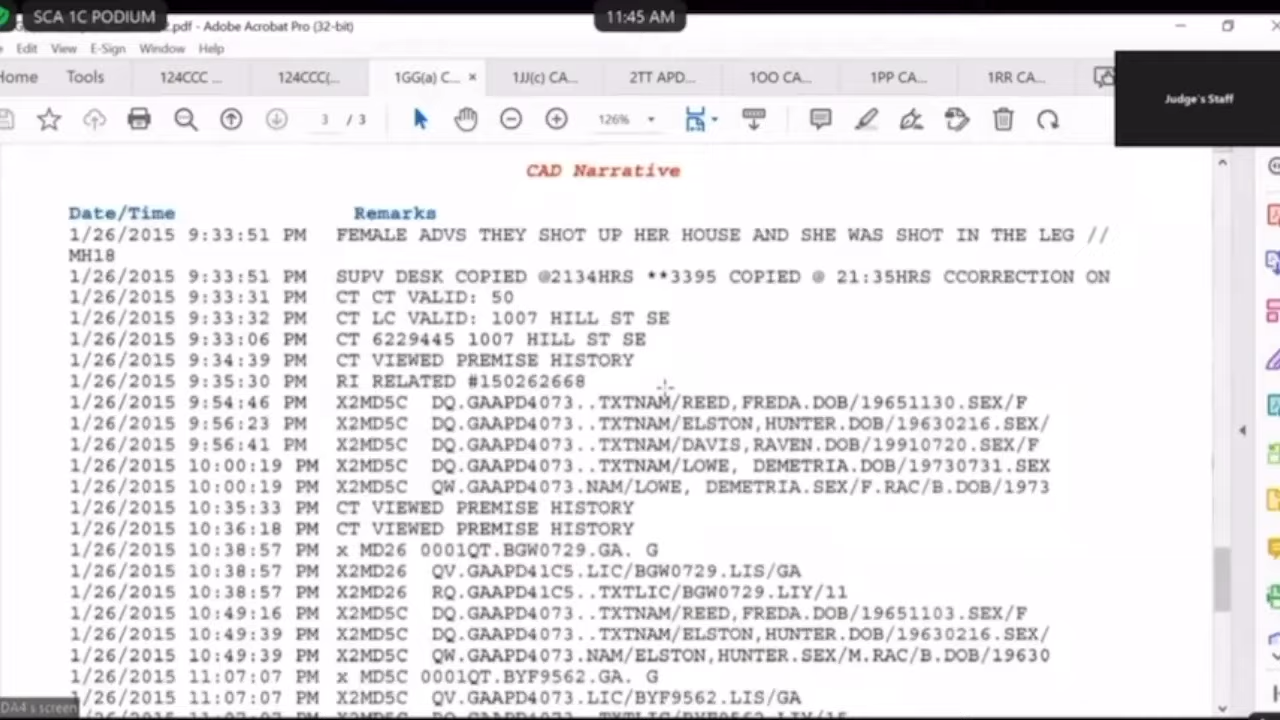 SCA 1C PODIUM
11:45 AM
2.pdf - Adobe Acrobat Pro (32-bit)
Edit View E-Sign Window Help
Home Tools 124CCC ... 124CCC(... 1GG(a) C... × 1JJ(c) CA... 2TT APD... 1OO CA... 1PP CA... 1RR CA...
Judge's Staff
3 / 3 126%
CAD Narrative
Date/Time Remarks
1/26/2015 9:33:51 PM FEMALE ADVS THEY SHOT UP HER HOUSE AND SHE WAS SHOT IN THE LEG //
MH18
1/26/2015 9:33:51 PM SUPV DESK COPIED @2134HRS **3395 COPIED @ 21:35HRS CCORRECTION ON
1/26/2015 9:33:31 PM CT CT VALID: 50
1/26/2015 9:33:32 PM CT LC VALID: 1007 HILL ST SE
1/26/2015 9:33:06 PM CT 6229445 1007 HILL ST SE
1/26/2015 9:34:39 PM CT VIEWED PREMISE HISTORY
1/26/2015 9:35:30 PM RI RELATED #150262668
1/26/2015 9:54:46 PM X2MD5C DQ.GAAPD4073..TXTNAM/REED,FREDA.DOB/19651130.SEX/F
1/26/2015 9:56:23 PM X2MD5C DQ.GAAPD4073..TXTNAM/ELSTON,HUNTER.DOB/19630216.SEX/
1/26/2015 9:56:41 PM X2MD5C DQ.GAAPD4073..TXTNAM/DAVIS,RAVEN.DOB/19910720.SEX/F
1/26/2015 10:00:19 PM X2MD5C DQ.GAAPD4073..TXTNAM/LOWE, DEMETRIA.DOB/19730731.SEX
1/26/2015 10:00:19 PM X2MD5C QW.GAAPD4073.NAM/LOWE, DEMETRIA.SEX/F.RAC/B.DOB/1973
1/26/2015 10:35:33 PM CT VIEWED PREMISE HISTORY
1/26/2015 10:36:18 PM CT VIEWED PREMISE HISTORY
1/26/2015 10:38:57 PM x MD26 0001QT.BGW0729.GA. G
1/26/2015 10:38:57 PM X2MD26 QV.GAAPD41C5.LIC/BGW0729.LIS/GA
1/26/2015 10:38:57 PM X2MD26 RQ.GAAPD41C5..TXTLIC/BGW0729.LIY/11
1/26/2015 10:49:16 PM X2MD5C DQ.GAAPD4073..TXTNAM/REED,FREDA.DOB/19651103.SEX/F
1/26/2015 10:49:39 PM X2MD5C DQ.GAAPD4073..TXTNAM/ELSTON,HUNTER.DOB/19630216.SEX/
1/26/2015 10:49:39 PM X2MD5C QW.GAAPD4073.NAM/ELSTON,HUNTER.SEX/M.RAC/B.DOB/19630
1/26/2015 11:07:07 PM x MD5C 0001QT.BYF9562.GA. G
1/26/2015 11:07:07 PM X2MD5C QV.GAAPD4073.LIC/BYF9562.LIS/GA
1/26/2015 11:07:07 PM X2MD5C RQ.GAAPD4073..TXTLIC/BYF9562.LIY/15
DA4's screen